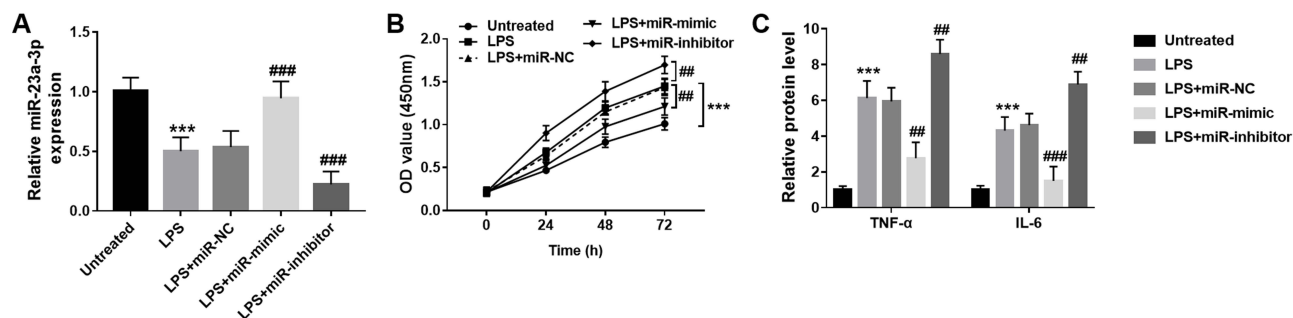 A
Relative miR-23a-3p
expression
1.5
1.0
0.5
0.0
***
###
###
Untreated
LPS
LPS+miR-NC
LPS+miR-mimic
LPS+miR-inhibitor
B
Untreated
LPS
LPS+miR-NC
LPS+miR-mimic
LPS+miR-inhibitor
OD value (450nm)
2.0
1.5
1.0
0.5
0.0
##
##
***
0 24 48 72
Time (h)
C
Relative protein level
10
8
6
4
2
0
***
##
##
***
###
##
TNF-α IL-6
Untreated
LPS
LPS+miR-NC
LPS+miR-mimic
LPS+miR-inhibitor